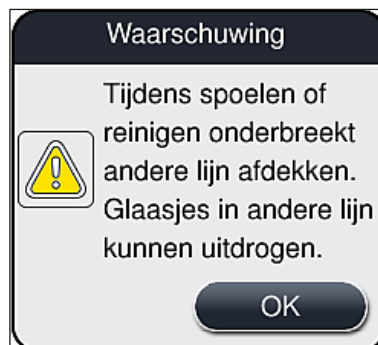 Waarschuwing
Tijdens spoelen of
reinigen onderbreekt
andere lijn afdekken.
Glaasjes in andere lijn
kunnen uitdrogen.
OK